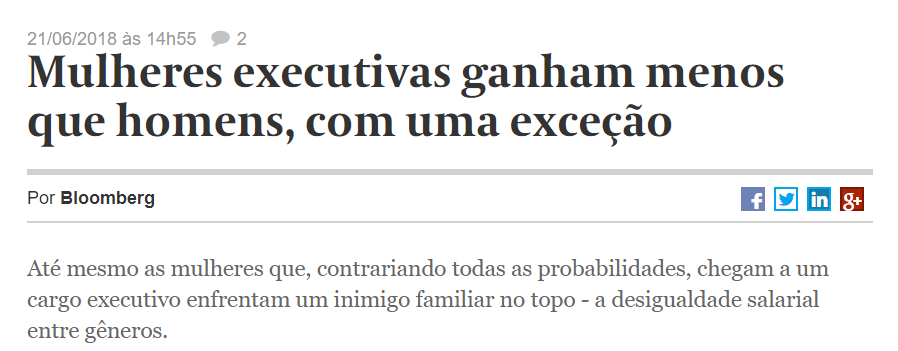 21/06/2018 às 14h55 2
Mulheres executivas ganham menos
que homens, com uma exceção
Por Bloomberg
f in g+
Até mesmo as mulheres que, contrariando todas as probabilidades, chegam a um
cargo executivo enfrentam um inimigo familiar no topo - a desigualdade salarial
entre gêneros.